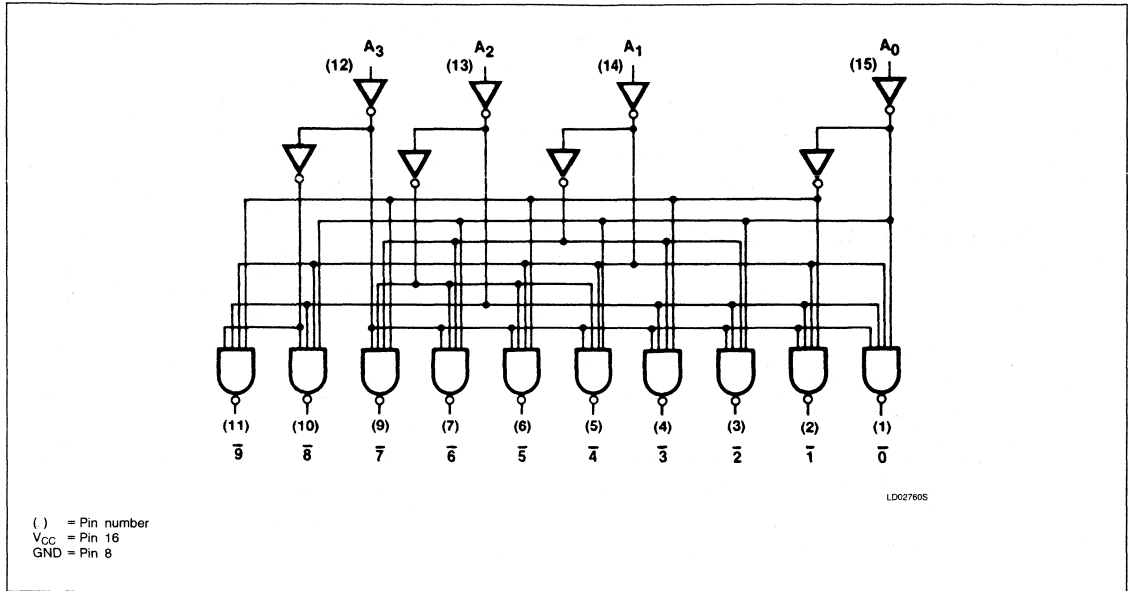 A3 A2 A1 A0
(12) (13) (14) (15)
(11) (10) (9) (7) (6) (5) (4) (3) (2) (1)
9̅ 8̅ 7̅ 6̅ 5̅ 4̅ 3̅ 2̅ 1̅ 0̅
LD02760S
( ) = Pin number
VCC = Pin 16
GND = Pin 8